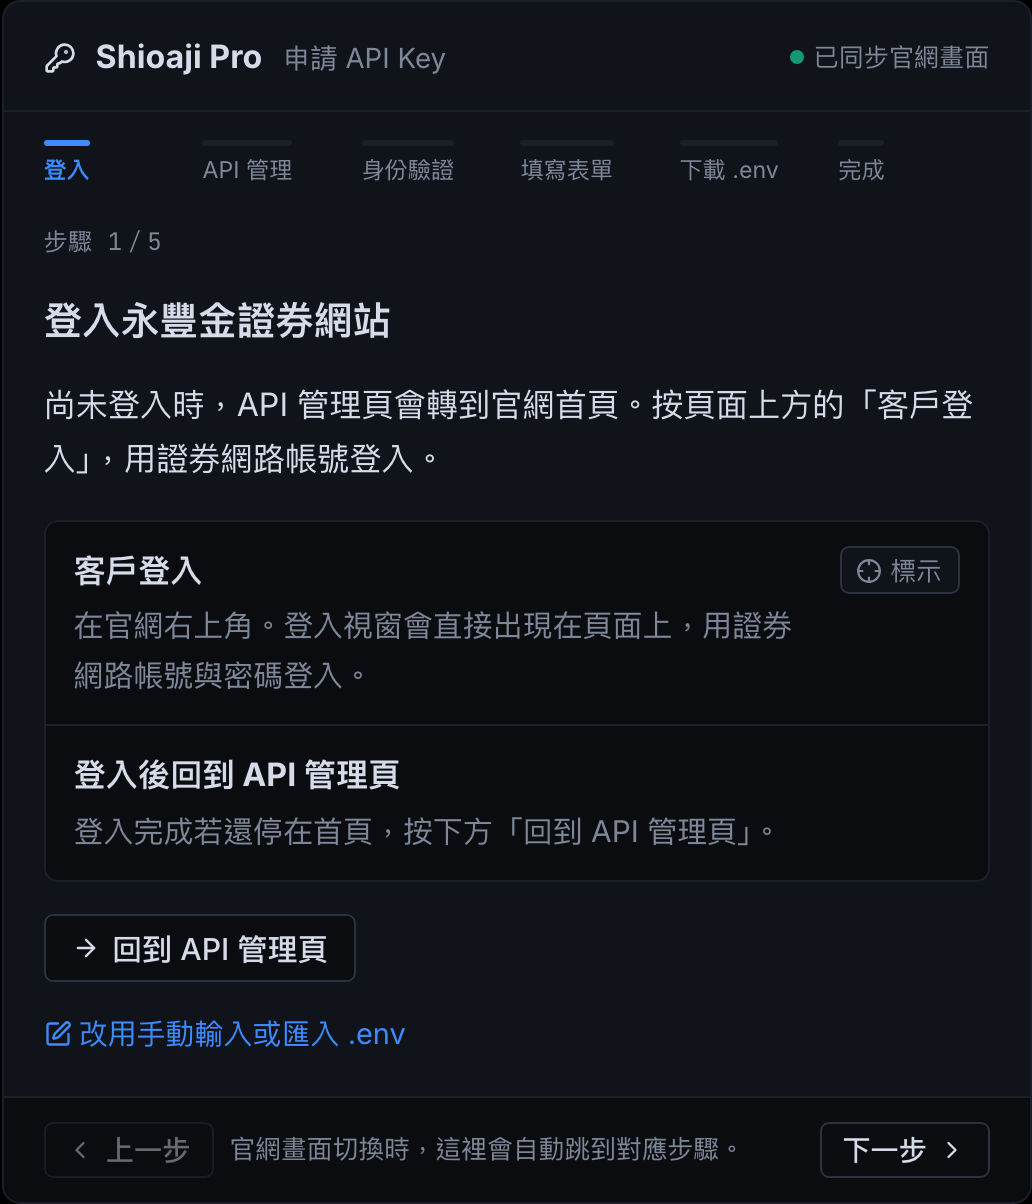 Shioaji Pro 申請 API Key
已同步官網畫面
登入
API 管理
身份驗證
填寫表單
下載 .env
完成
步驟 1 / 5
登入永豐金證券網站
尚未登入時，API 管理頁會轉到官網首頁。按頁面上方的「客戶登
入」，用證券網路帳號登入。
客戶登入
標示
在官網右上角。登入視窗會直接出現在頁面上，用證券
網路帳號與密碼登入。
登入後回到 API 管理頁
登入完成若還停在首頁，按下方「回到 API 管理頁」。
回到 API 管理頁
改用手動輸入或匯入 .env
上一步
官網畫面切換時，這裡會自動跳到對應步驟。
下一步